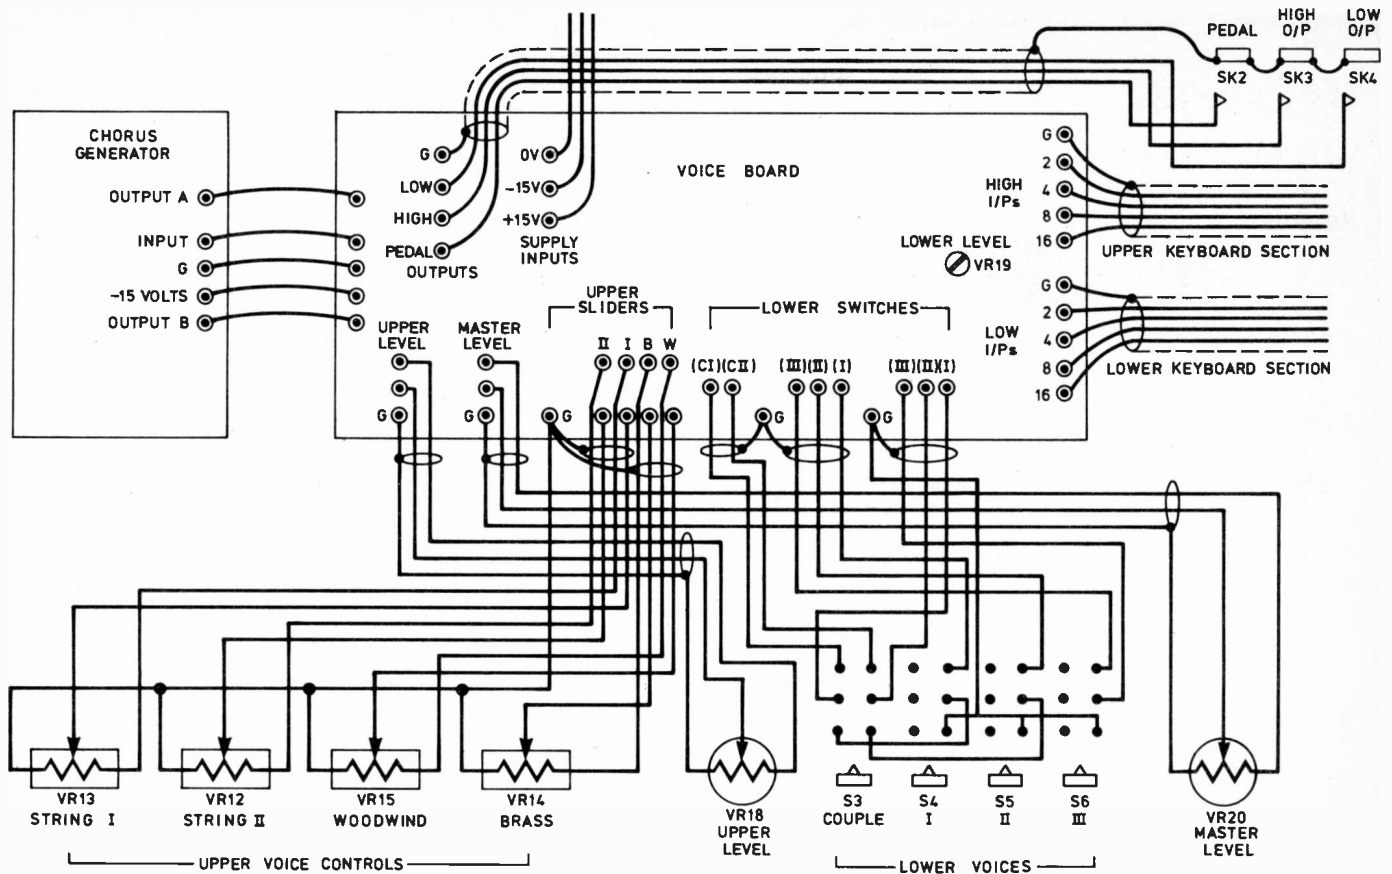 PEDAL
HIGH O/P
LOW O/P
SK2
SK3
SK4
CHORUS GENERATOR
OUTPUT A
INPUT
G
-15 VOLTS
OUTPUT B
VOICE BOARD
G
LOW
HIGH
PEDAL
OUTPUTS
0V
-15V
+15V
SUPPLY INPUTS
G
2
4
8
16
HIGH I/Ps
UPPER KEYBOARD SECTION
LOWER LEVEL
VR19
G
2
4
8
16
LOW I/Ps
LOWER KEYBOARD SECTION
UPPER LEVEL
G
MASTER LEVEL
G
UPPER SLIDERS
II I B W
G
LOWER SWITCHES
(CI)(CII)
(III)(II)(I)
(III)(II)(I)
G
G
VR13
STRING I
VR12
STRING II
VR15
WOODWIND
VR14
BRASS
UPPER VOICE CONTROLS
VR18
UPPER
LEVEL
S3
COUPLE
S4
I
S5
II
S6
III
LOWER VOICES
VR20
MASTER
LEVEL